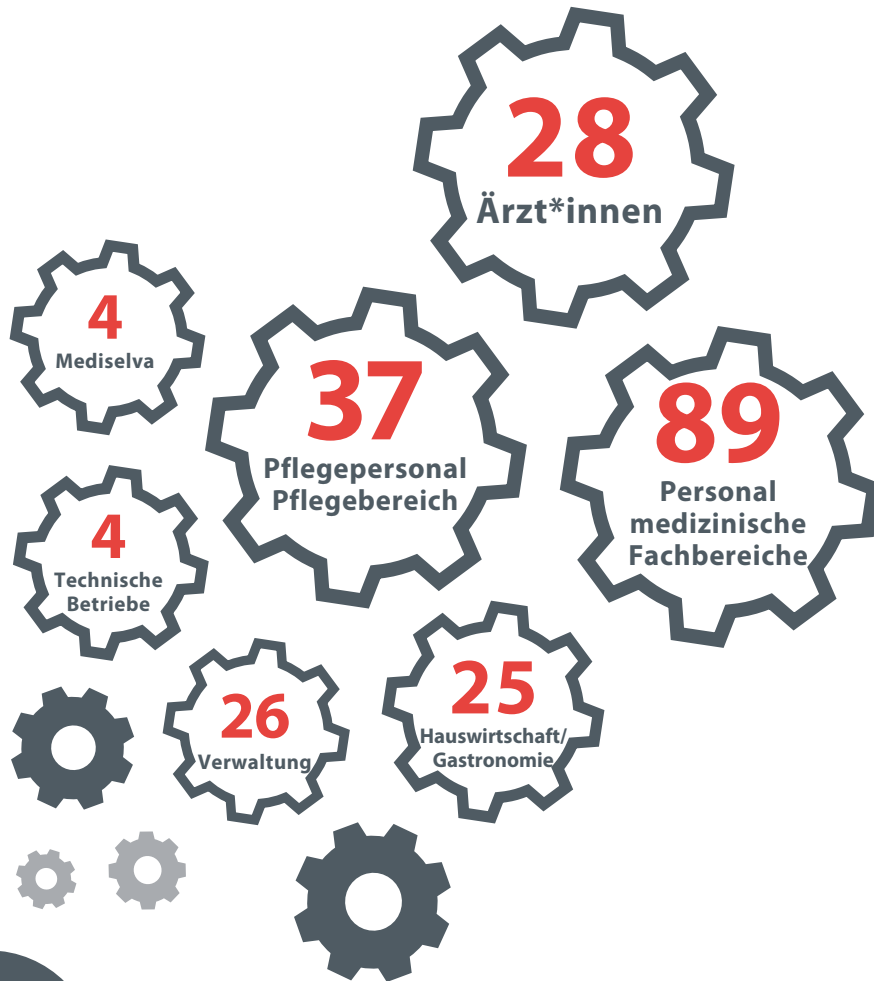 28
Ärzt*innen
4
Mediselva
37
Pflegepersonal
Pflegebereich
89
Personal
medizinische
Fachbereiche
4
Technische
Betriebe
26
Verwaltung
25
Hauswirtschaft/
Gastronomie